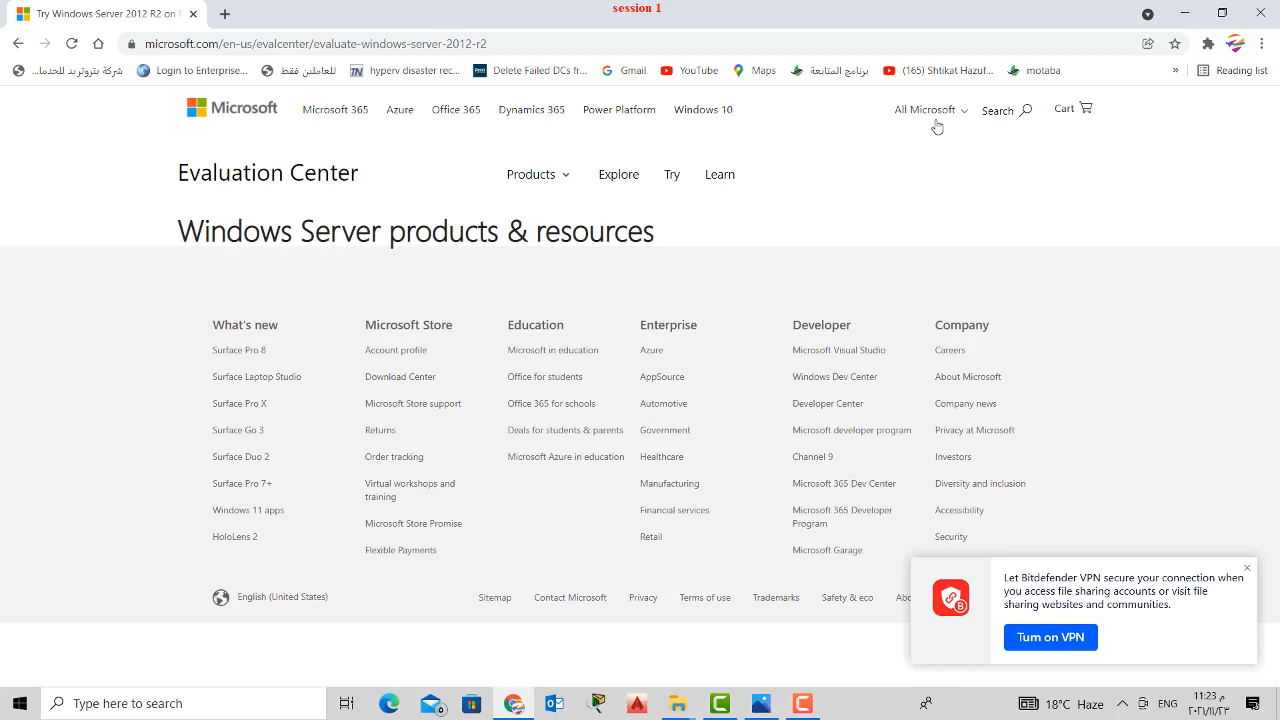 session 1
Try Windows Server 2012 R2 on
microsoft.com/en-us/evalcenter/evaluate-windows-server-2012-r2
شركة بتروتريد للخدما...
Login to Enterprise...
للعاملين فقط
hyperv disaster rec...
Delete Failed DCs fr...
Gmail
YouTube
Maps
برنامج المتابعة
(165) Shtikat Hazuf...
motaba
»
Reading list
Microsoft
Microsoft 365
Azure
Office 365
Dynamics 365
Power Platform
Windows 10
All Microsoft
Search
Cart
Evaluation Center
Products
Explore
Try
Learn
Windows Server products & resources
What's new
Surface Pro 8
Surface Laptop Studio
Surface Pro X
Surface Go 3
Surface Duo 2
Surface Pro 7+
Windows 11 apps
HoloLens 2
Microsoft Store
Account profile
Download Center
Microsoft Store support
Returns
Order tracking
Virtual workshops and
training
Microsoft Store Promise
Flexible Payments
Education
Microsoft in education
Office for students
Office 365 for schools
Deals for students & parents
Microsoft Azure in education
Enterprise
Azure
AppSource
Automotive
Government
Healthcare
Manufacturing
Financial services
Retail
Developer
Microsoft Visual Studio
Windows Dev Center
Developer Center
Microsoft developer program
Channel 9
Microsoft 365 Dev Center
Microsoft 365 Developer
Program
Microsoft Garage
Company
Careers
About Microsoft
Company news
Privacy at Microsoft
Investors
Diversity and inclusion
Accessibility
Security
English (United States)
Sitemap
Contact Microsoft
Privacy
Terms of use
Trademarks
Safety & eco
Let Bitdefender VPN secure your connection when
you access file sharing accounts or visit file
sharing websites and communities.
Turn on VPN
Type here to search
18°C Haze
ENG
11:23